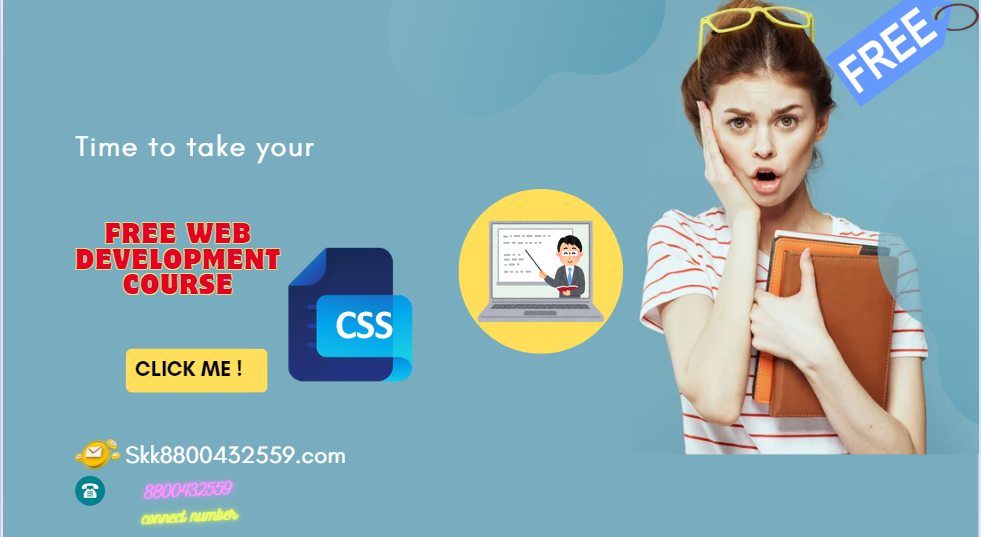 FREE
Time to take your
FREE WEB
DEVELOPMENT
COURSE
CSS
CLICK ME !
Skk8800432559.com
8800432559
connect number